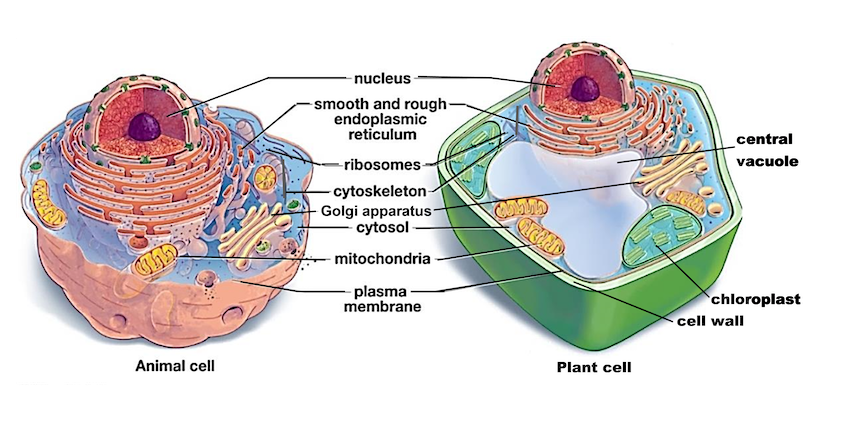 nucleus
smooth and rough
endoplasmic
reticulum
ribosomes
cytoskeleton
Golgi apparatus
cytosol
mitochondria
plasma
membrane
central
vacuole
chloroplast
cell wall
Animal cell
Plant cell